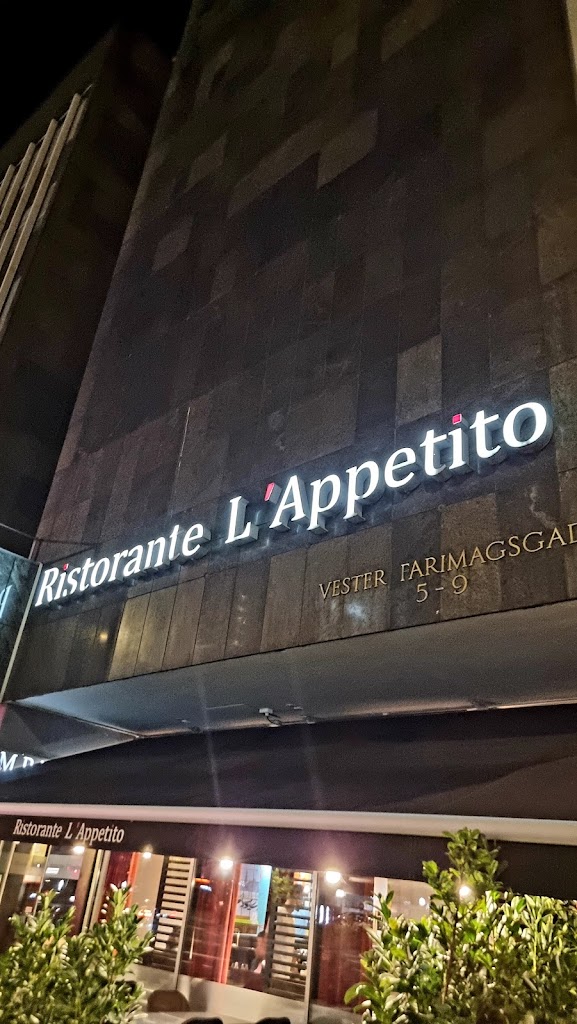 Ristorante L'Appetito
VESTER FARIMAGSGAD
5-9
Ristorante L'Appetito